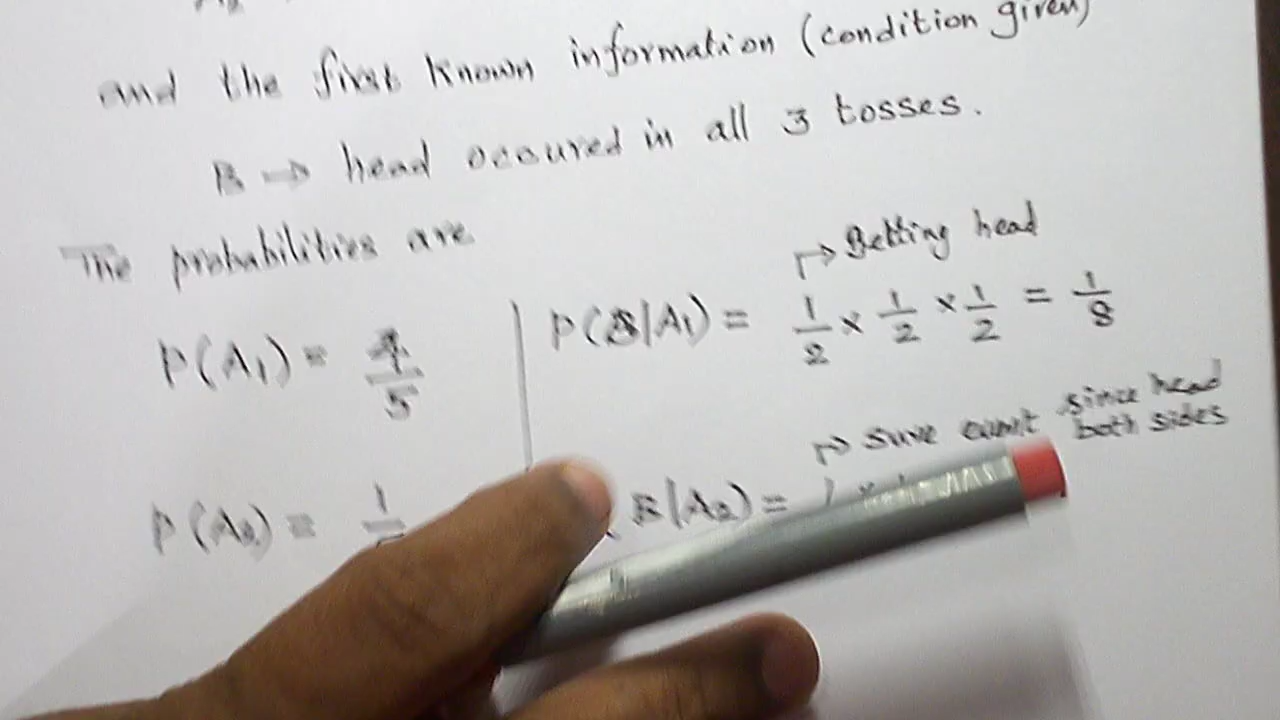 and the first known information (condition given)
B → head occured in all 3 tosses.
The probabilities are
↱ Getting head
P(A₁) = 4/5
P(B|A₁) = 1/2 × 1/2 × 1/2 = 1/8
↱ sure event since head both sides
P(A₂) = 1
B|A₂) = 1 ×